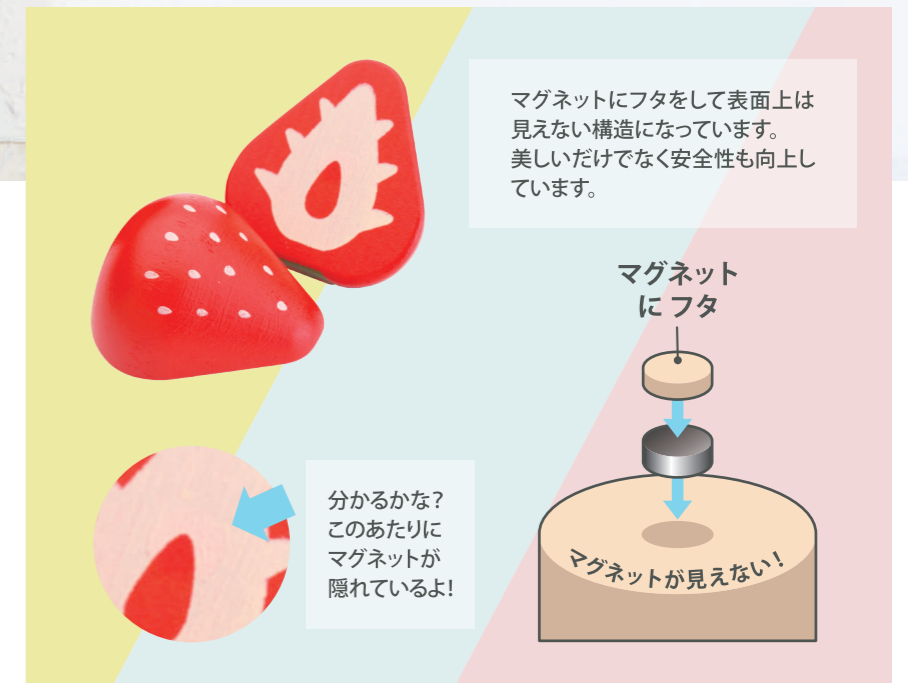 マグネットにフタをして表面上は
見えない構造になっています。
美しいだけでなく安全性も向上し
ています。
マグネット
に フタ
マグネットが見えない!
分かるかな?
このあたりに
マグネットが
隠れているよ!